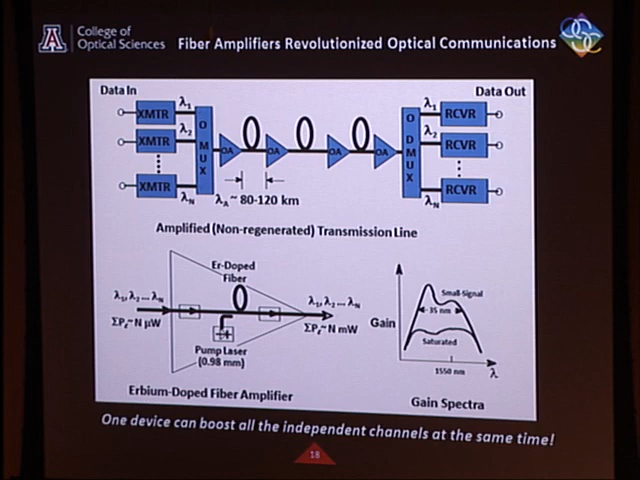 College of
Optical Sciences
Fiber Amplifiers Revolutionized Optical Communications
Data In
Data Out
XMTR
λ1
O MUX
OA
OA
OA
OA
O DMUX
λ1
RCVR
XMTR
λ2
RCVR
XMTR
λN
λN
RCVR
λA~ 80-120 km
Amplified (Non-regenerated) Transmission Line
Er-Doped
Fiber
λ1, λ2 ... λN
λ1, λ2 ... λN
ΣPi~N μW
ΣPi~N mW
Pump Laser
(0.98 mm)
Erbium-Doped Fiber Amplifier
Small-Signal
35 nm
Gain
Saturated
1550 nm
λ
Gain Spectra
One device can boost all the independent channels at the same time!
18